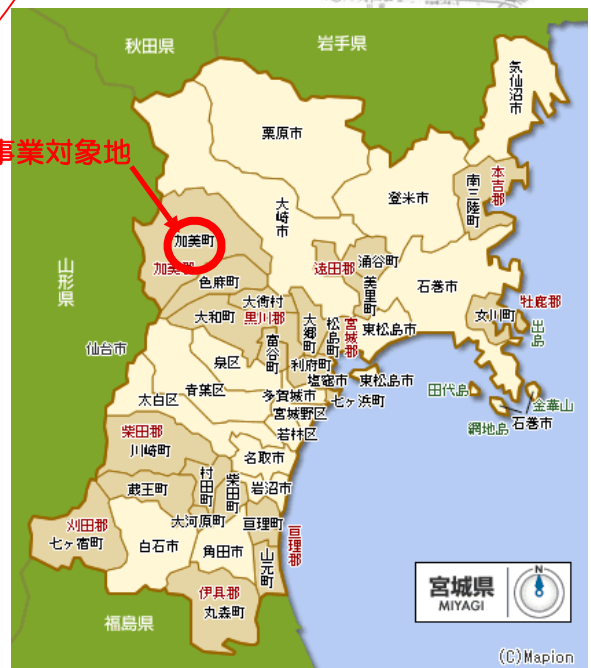 秋田県
岩手県
気仙沼市
栗原市
事業対象地
本吉郡
南三陸町
登米市
大崎市
加美町
加美郡
遠田郡
涌谷町
山形県
色麻町
美里町
石巻市
牡鹿郡
女川町
出島
大衡村
大和町
黒川郡
大郷町
松島町
宮城郡
東松島市
仙台市
富谷町
利府町
泉区
塩竈市
東松島市
田代島
金華山
青葉区
多賀城市
七ヶ浜町
太白区
宮城野区
網地島
石巻市
若林区
柴田郡
川崎町
名取市
村田町
柴田町
蔵王町
岩沼市
大河原町
亘理町
亘理郡
刈田郡
七ヶ宿町
白石市
角田市
山元町
伊具郡
丸森町
福島県
宮城県
MIYAGI
N
(C)Mapion